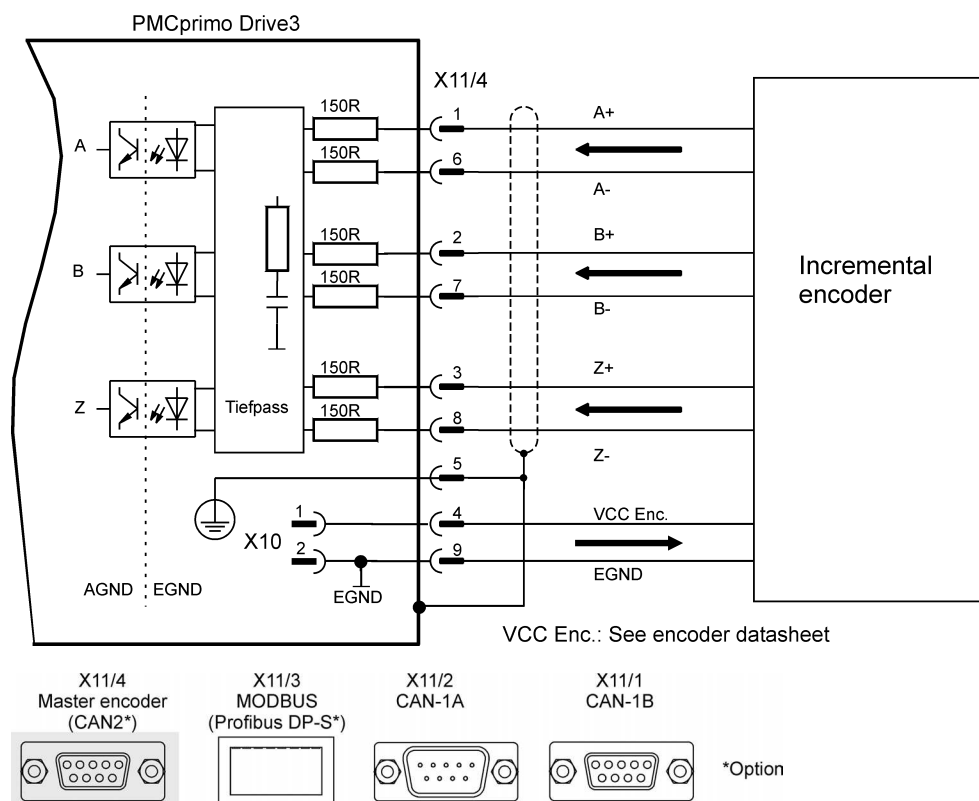 PMCprimo Drive3
X11/4
150R
1
A+
A
150R
6
A-
150R
2
B+
B
150R
7
B-
Incremental
encoder
150R
3
Z+
Z
Tiefpass
150R
8
Z-
5
1
4
VCC Enc.
X10
2
9
EGND
AGND
EGND
EGND
VCC Enc.: See encoder datasheet
X11/4
Master encoder
(CAN2*)
X11/3
MODBUS
(Profibus DP-S*)
X11/2
CAN-1A
X11/1
CAN-1B
*Option